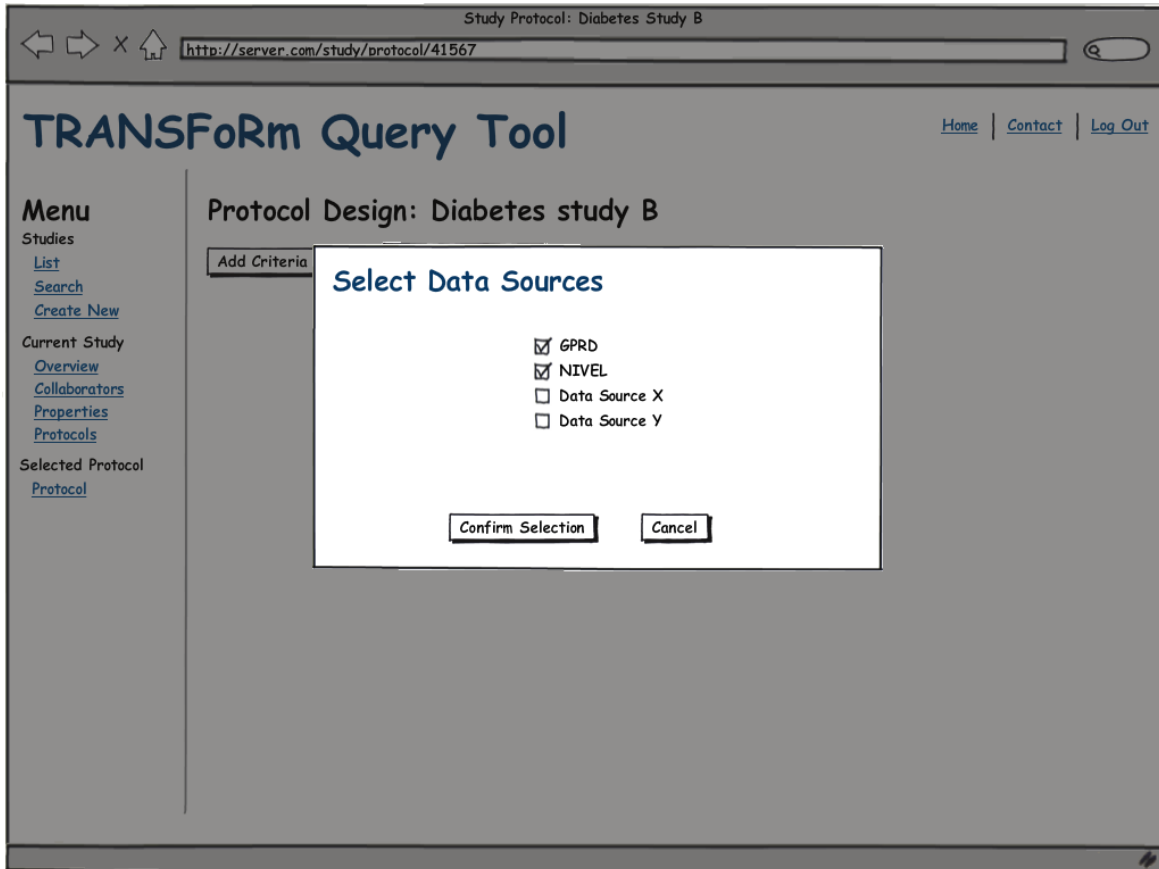 Study Protocol: Diabetes Study B
http://server.com/study/protocol/41567
TRANSFoRm Query Tool
Home | Contact | Log Out
Menu
Studies
List
Search
Create New
Current Study
Overview
Collaborators
Properties
Protocols
Selected Protocol
Protocol
Protocol Design: Diabetes study B
Add Criteria
Select Data Sources
GPRD
NIVEL
Data Source X
Data Source Y
Confirm Selection
Cancel